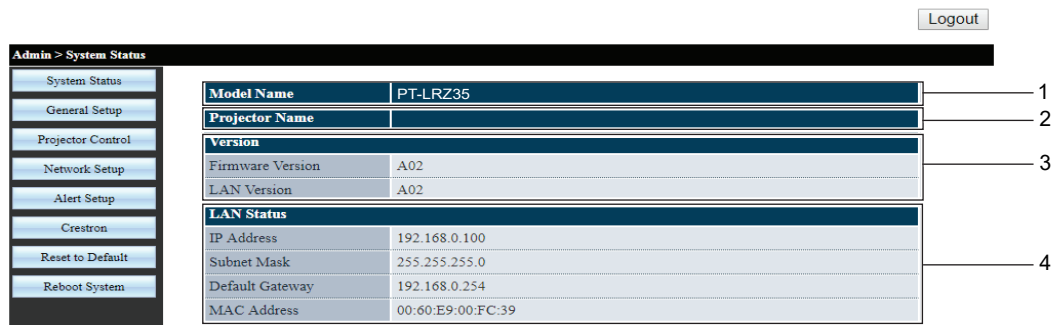 Logout
Admin > System Status
System Status
General Setup
Projector Control
Network Setup
Alert Setup
Crestron
Reset to Default
Reboot System
Model Name PT-LRZ35 1
Projector Name 2
Version 3
Firmware Version A02
LAN Version A02
LAN Status 4
IP Address 192.168.0.100
Subnet Mask 255.255.255.0
Default Gateway 192.168.0.254
MAC Address 00:60:E9:00:FC:39